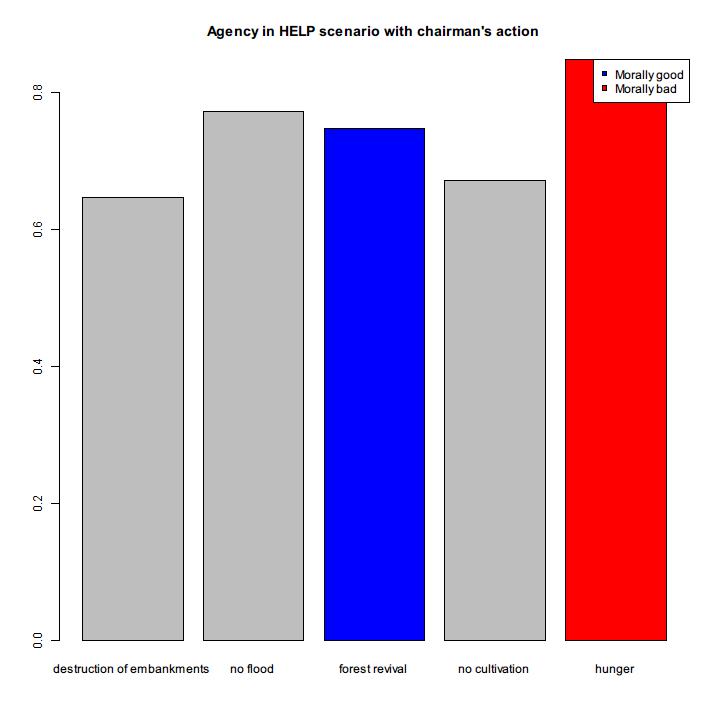 Agency in HELP scenario with chairman's action
Morally good
Morally bad
0.8
0.6
0.4
0.2
0.0
destruction of embankments no flood forest revival no cultivation hunger